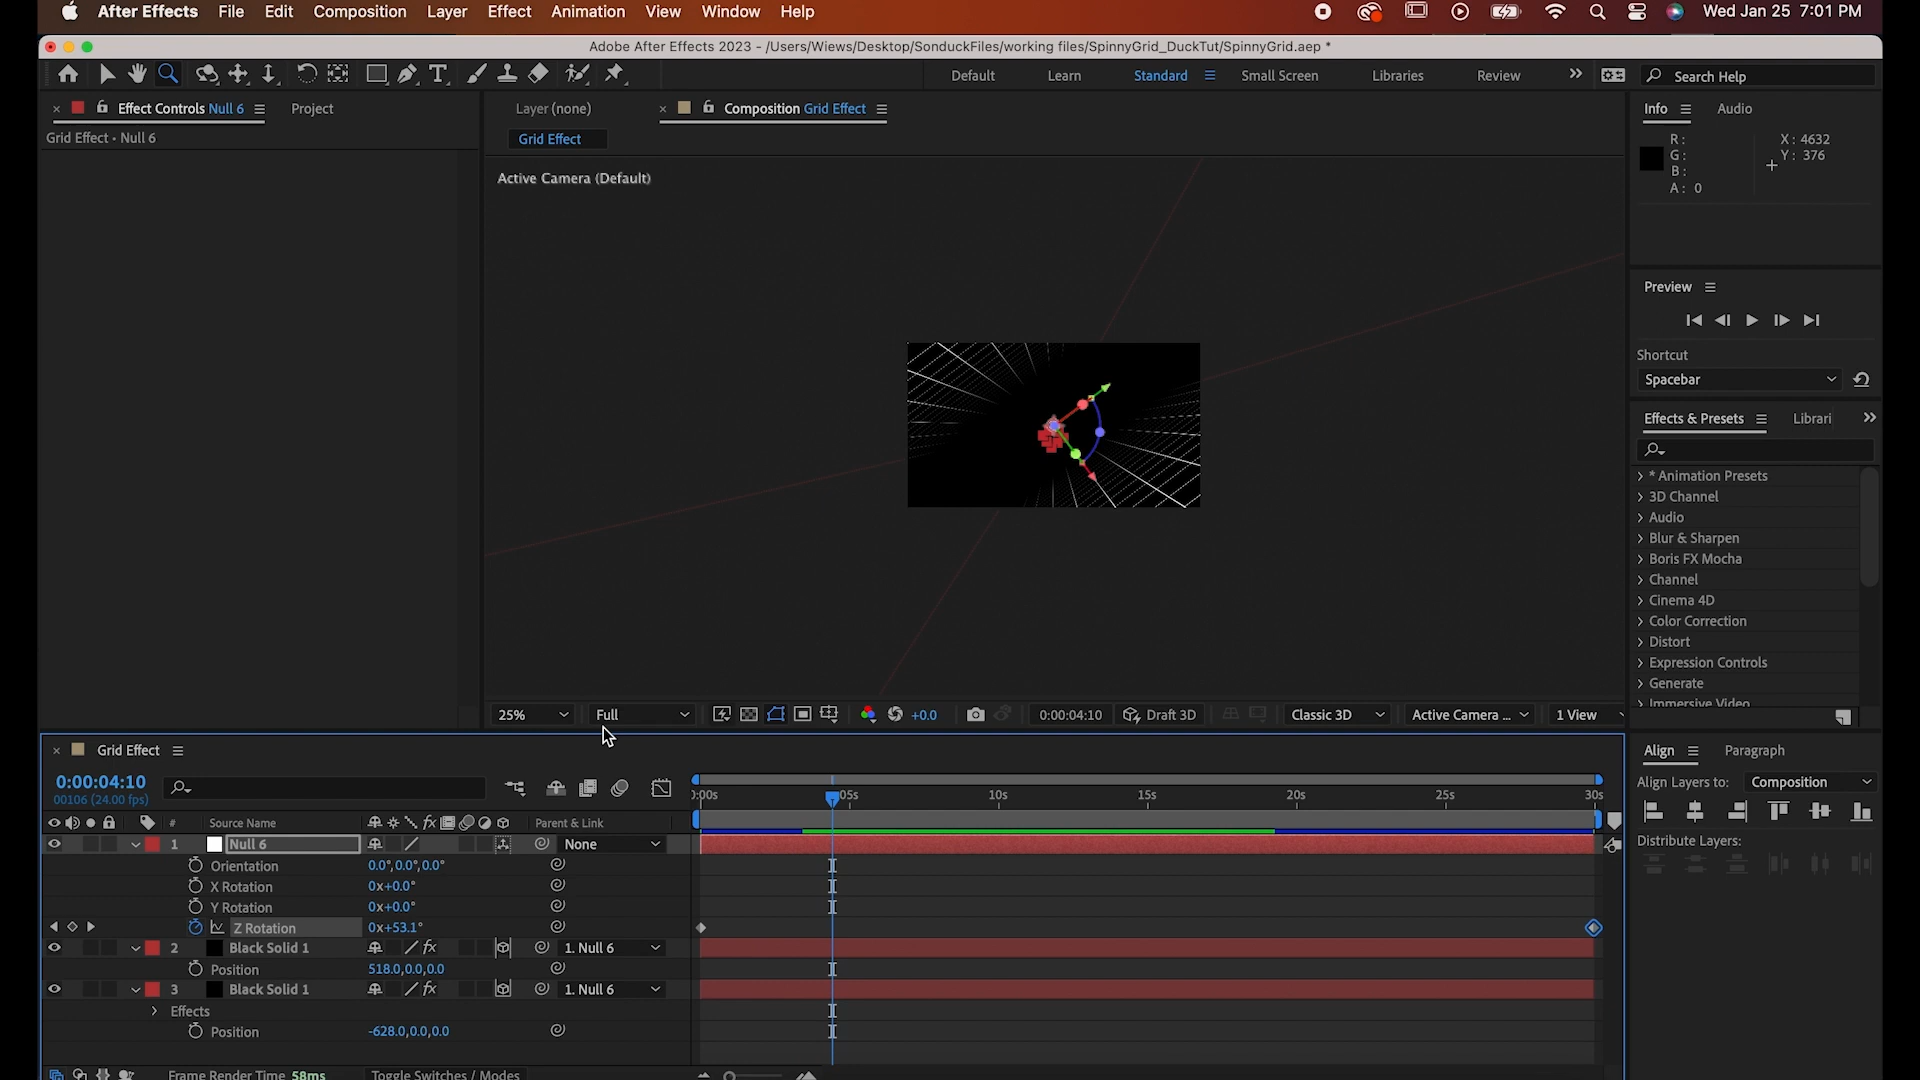 After Effects File Edit Composition Layer Effect Animation View Window Help Wed Jan 25 7:01 PM
Adobe After Effects 2023 - /Users/Wiews/Desktop/SonduckFiles/working files/SpinnyGrid_DuckTut/SpinnyGrid.aep *
Default Learn Standard Small Screen Libraries Review Search Help
Effect Controls Null 6 Project
Grid Effect • Null 6
Layer (none) Composition Grid Effect
Grid Effect
Active Camera (Default)
Info Audio
R: X: 4632
G: Y: 376
B:
A: 0
Preview
Shortcut
Spacebar
Effects & Presets Librari
* Animation Presets
3D Channel
Audio
Blur & Sharpen
Boris FX Mocha
Channel
Cinema 4D
Color Correction
Distort
Expression Controls
Generate
Immersive Video
25% Full +0.0 0:00:04:10 Draft 3D Classic 3D Active Camera ... 1 View
Grid Effect
0:00:04:10
00106 (24.00 fps)
):00s 05s 10s 15s 20s 25s 30s
# Source Name fx Parent & Link
1 Null 6 None
Orientation 0.0°,0.0°,0.0°
X Rotation 0x+0.0°
Y Rotation 0x+0.0°
Z Rotation 0x+53.1°
2 Black Solid 1 fx 1. Null 6
Position 518.0,0.0,0.0
3 Black Solid 1 fx 1. Null 6
Effects
Position -628.0,0.0,0.0
Frame Render Time 58ms Toggle Switches / Modes
Align Paragraph
Align Layers to: Composition
Distribute Layers: